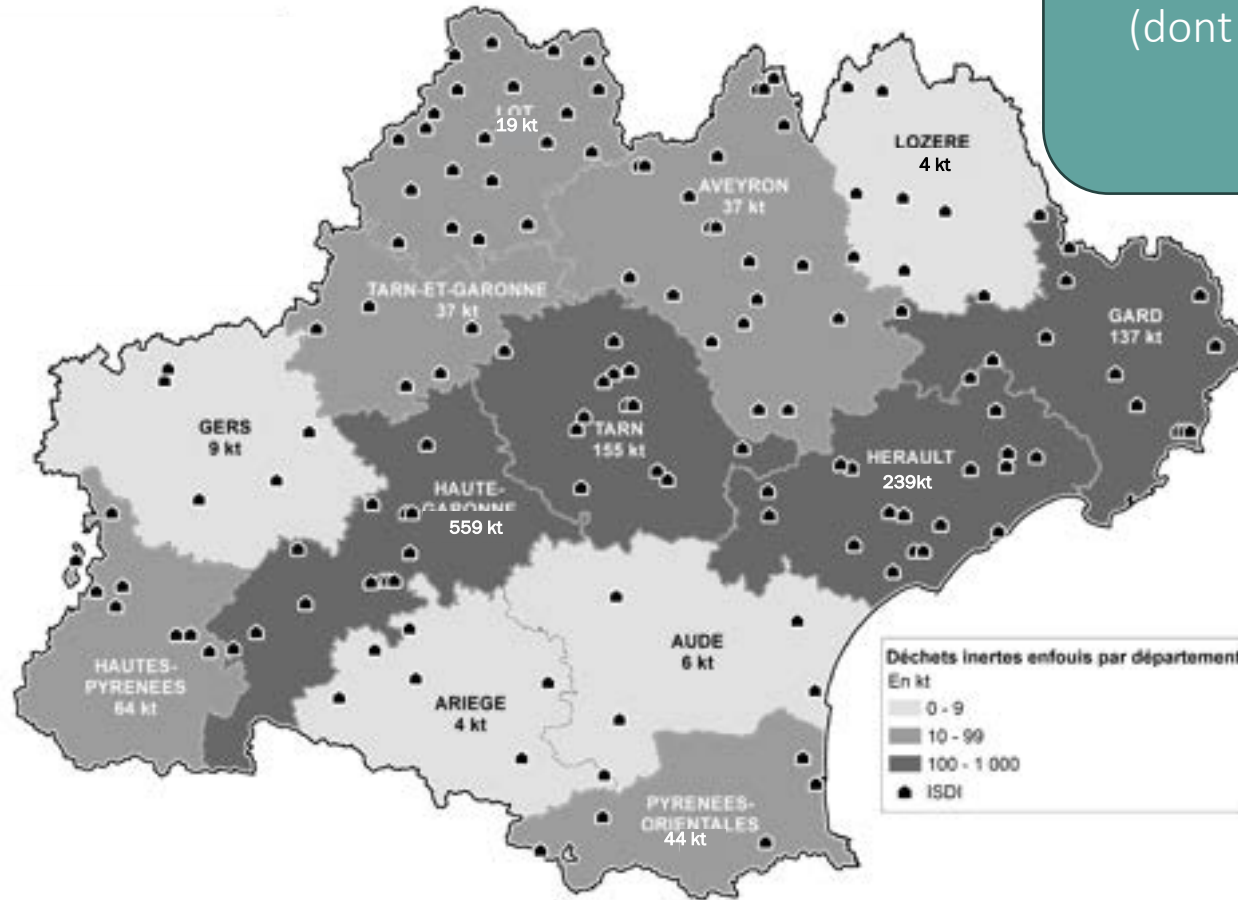 (dont
LOT
19 kt
LOZERE
4 kt
AVEYRON
37 kt
TARN-ET-GARONNE
37 kt
GARD
137 kt
GERS
9 kt
TARN
155 kt
HERAULT
239kt
HAUTE-
GARONNE
559 kt
AUDE
6 kt
HAUTES-
PYRENEES
64 kt
ARIEGE
4 kt
PYRENEES-
ORIENTALES
44 kt
Déchets inertes enfouis par département
En kt
0 - 9
10 - 99
100 - 1 000
ISDI